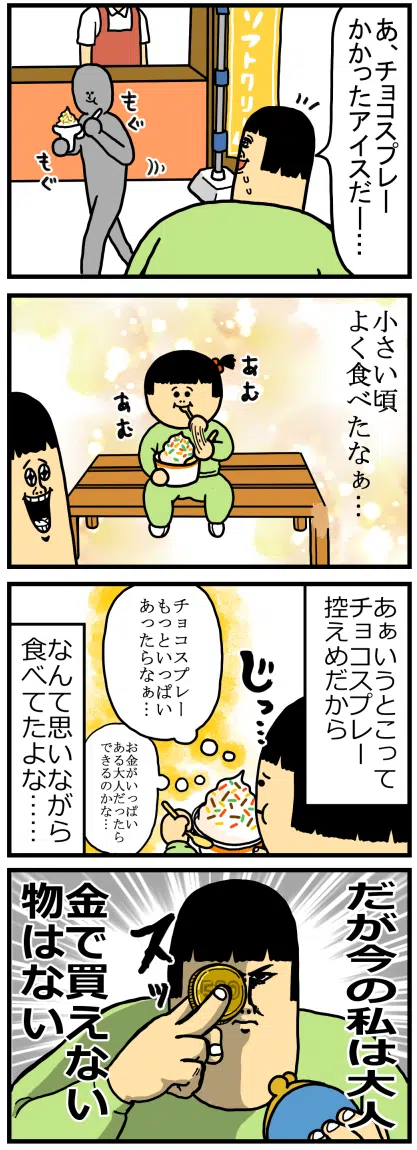 ソフトクリー
あ、チョコスプレー
かかったアイスだー…
もぐ
もぐ
小さい頃
よく食べたなぁ…
あむ
あむ
あぁいうとこって
チョコスプレー
控えめだから
じっ…
チョコスプレー
もっといっぱい
あったらなぁ…
お金がいっぱい
ある大人だったら
できるのかな…
なんて思いながら
食べてたよな……
だが今の私は大人
スッ
500
金で買えない
物はない